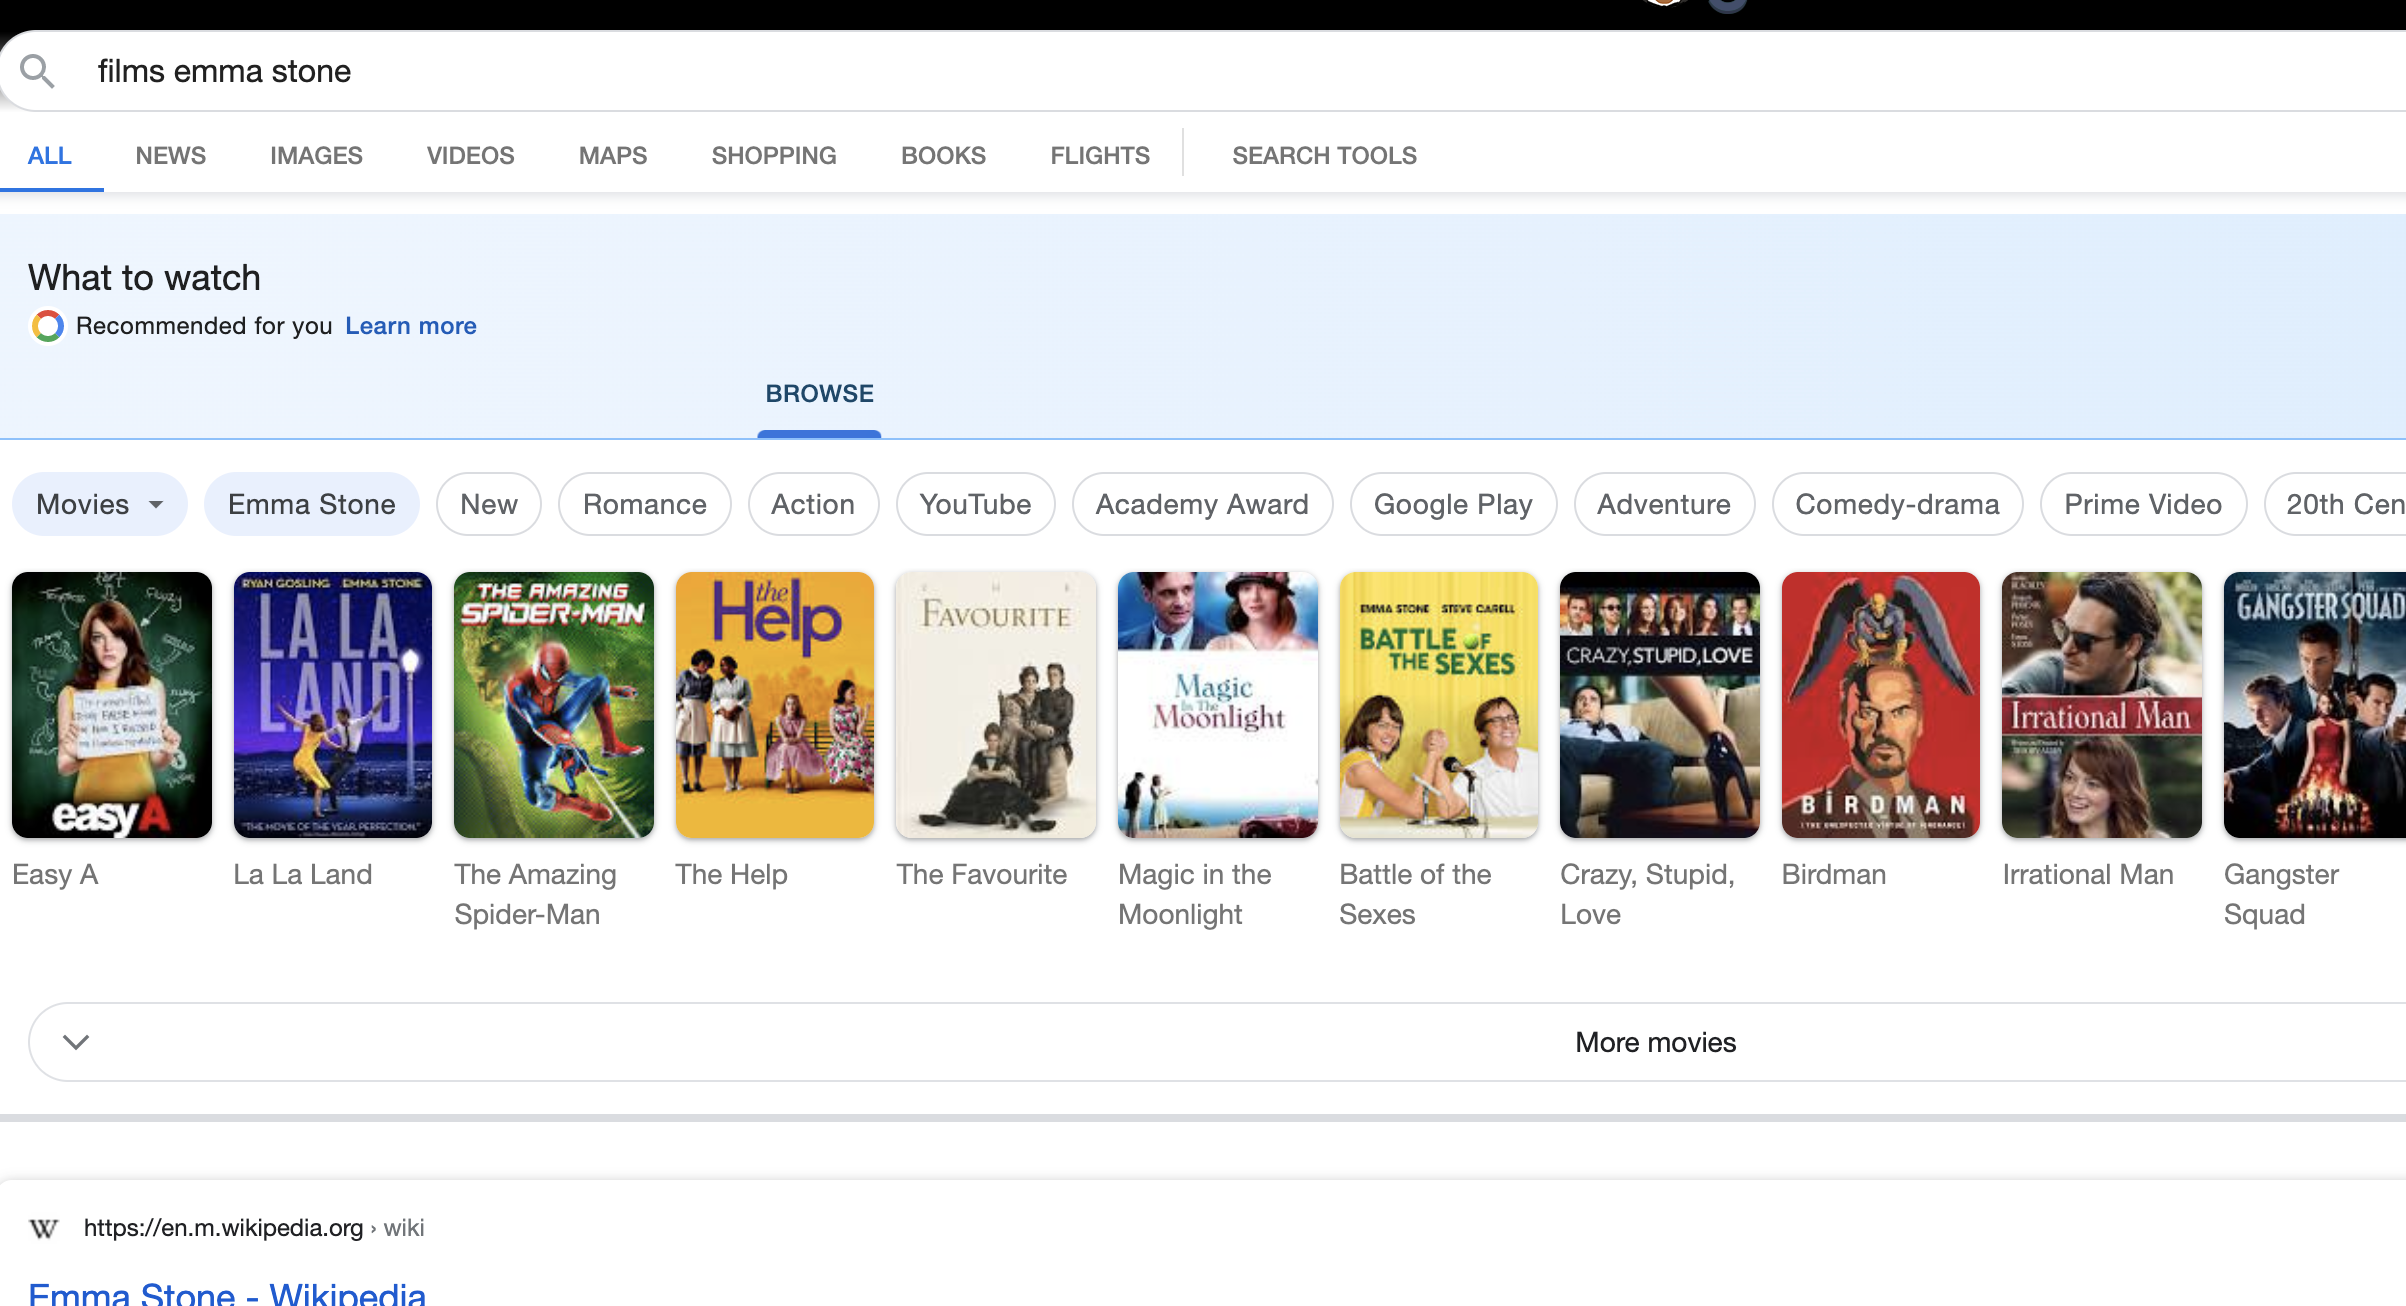 films emma stone
ALL NEWS IMAGES VIDEOS MAPS SHOPPING BOOKS FLIGHTS SEARCH TOOLS
What to watch
Recommended for you Learn more
BROWSE
Movies Emma Stone New Romance Action YouTube Academy Award Google Play Adventure Comedy-drama Prime Video 20th Cen
easy A
RYAN GOSLING EMMA STONE
LA LA
LAND
THE AMAZING
SPIDER-MAN
the
Help
THE
FAVOURITE
Magic
In The
Moonlight
EMMA STONE STEVE CARELL
BATTLE OF
THE SEXES
CRAZY, STUPID, LOVE
BIRDMAN
Irrational Man
GANGSTER SQUAD
Easy A
La La Land
The Amazing
Spider-Man
The Help
The Favourite
Magic in the
Moonlight
Battle of the
Sexes
Crazy, Stupid,
Love
Birdman
Irrational Man
Gangster
Squad
More movies
W https://en.m.wikipedia.org › wiki
Emma Stone - Wikipedia